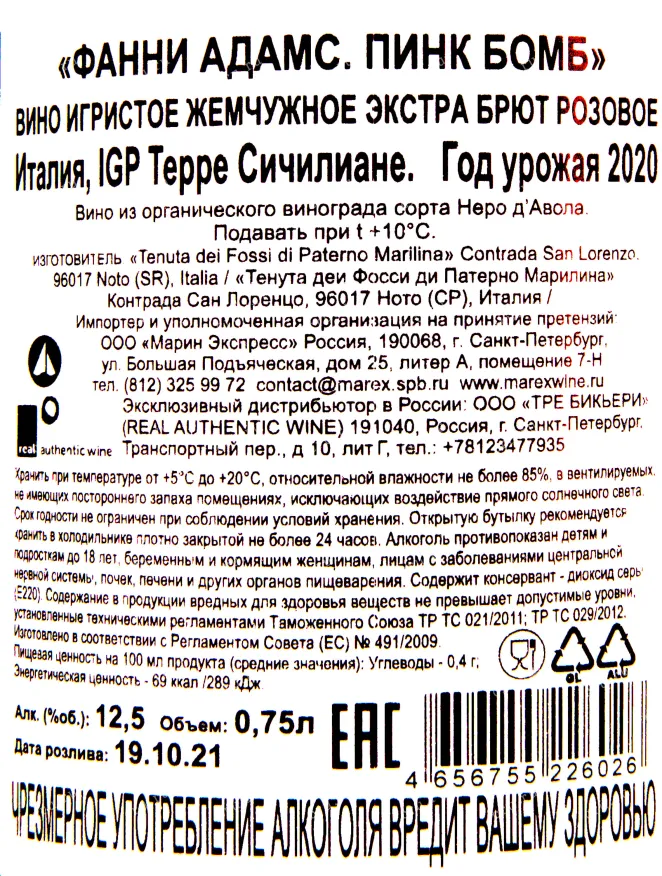 «ФАННИ АДАМС. ПИНК БОМБ»
ВИНО ИГРИСТОЕ ЖЕМЧУЖНОЕ ЭКСТРА БРЮТ РОЗОВОЕ
Италия, IGP Терре Сичилиане. Год урожая 2020
Вино из органического винограда сорта Неро д'Авола.
Подавать при t +10°C.
ИЗГОТОВИТЕЛЬ «Tenuta dei Fossi di Paterno Marilina» Contrada San Lorenzo.
96017 Noto (SR), Italia / «Тенута деи Фосси ди Патерно Марилина»
Контрада Сан Лоренцо, 96017 Ното (СР), Италия /
Импортер и уполномоченная организация на принятие претензий:
ООО «Марин Экспресс» Россия, 190068, г. Санкт-Петербург,
ул. Большая Подъяческая, дом 25, литер А, помещение 7-Н
тел. (812) 325 99 72 contact@marex.spb.ru www.marexwine.ru
Эксклюзивный дистрибьютор в России: ООО «ТРЕ БИКЬЕРИ»
(REAL AUTHENTIC WINE) 191040, Россия, г. Санкт-Петербург,
real authentic wine Транспортный пер., д 10, лит Г, тел.: +78123477935
Хранить при температуре от +5°C до +20°C, относительной влажности не более 85%, в вентилируемых,
не имеющих постороннего запаха помещениях, исключающих воздействие прямого солнечного света.
Срок годности не ограничен при соблюдении условий хранения. Открытую бутылку рекомендуется
хранить в холодильнике плотно закрытой не более 24 часов. Алкоголь противопоказан детям и
подросткам до 18 лет, беременным и кормящим женщинам, лицам с заболеваниями центральной
нервной системы, почек, печени и других органов пищеварения. Содержит консервант - диоксид серы
(Е220). Содержание в продукции вредных для здоровья веществ не превышает допустимые уровни,
установленные техническими регламентами Таможенного Союза ТР ТС 021/2011; ТР ТС 029/2012.
Изготовлено в соответствии с Регламентом Совета (ЕС) № 491/2009.
Пищевая ценность на 100 мл продукта (средние значения): Углеводы - 0,4 г;
Энергетическая ценность - 69 ккал /289 кДж.
GL ALU
Алк. (%об.): 12,5 Объем: 0,75л
Дата розлива: 19.10.21
EAC
4 656755 226026
ЧРЕЗМЕРНОЕ УПОТРЕБЛЕНИЕ АЛКОГОЛЯ ВРЕДИТ ВАШЕМУ ЗДОРОВЬЮ